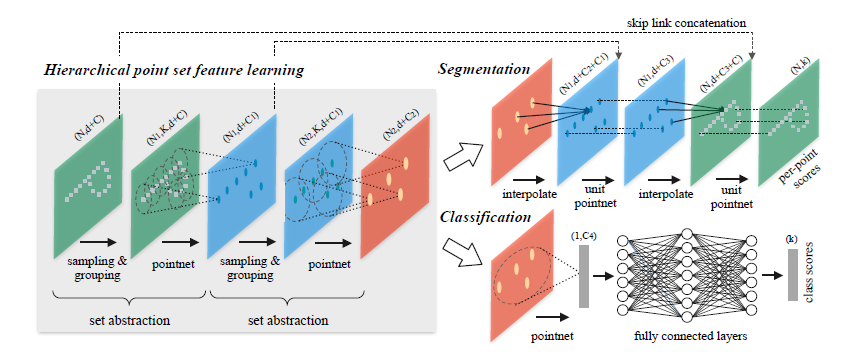 skip link concatenation
Hierarchical point set feature learning
Segmentation
(N,d+C)
(N1,K,d+C)
(N1,d+C1)
(N2,K,d+C1)
(N2,d+C2)
(N1,d+C2+C1)
(N1,d+C3)
(N,d+C3+C)
(N,k)
per-point
scores
interpolate
unit
pointnet
interpolate
unit
pointnet
sampling &
grouping
pointnet
sampling &
grouping
pointnet
set abstraction
set abstraction
Classification
(1,C4)
(k)
class scores
pointnet
fully connected layers